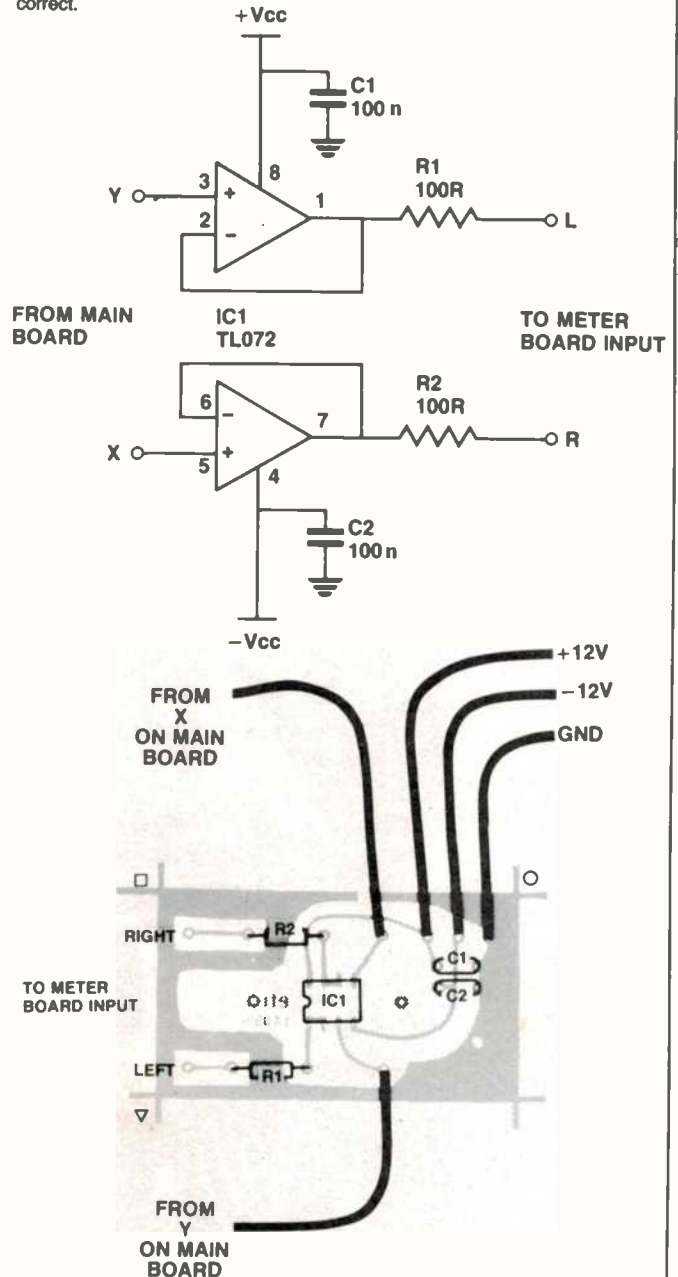 correct.
+Vcc
C1
100 n
8
R1
100R
Y
3
+
1
L
2
−
FROM MAIN
BOARD
IC1
TL072
TO METER
BOARD INPUT
R2
100R
6
−
7
R
X
5
+
4
C2
100 n
−Vcc
+12V
FROM
X
ON MAIN
BOARD
−12V
GND
RIGHT
R2
C1
TO METER
BOARD INPUT
IC1
C2
LEFT
R1
FROM
Y
ON MAIN
BOARD